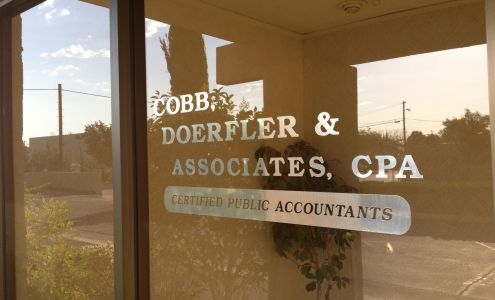 COBB,
DOERFLER &
ASSOCIATES, CPA
CERTIFIED PUBLIC ACCOUNTANTS